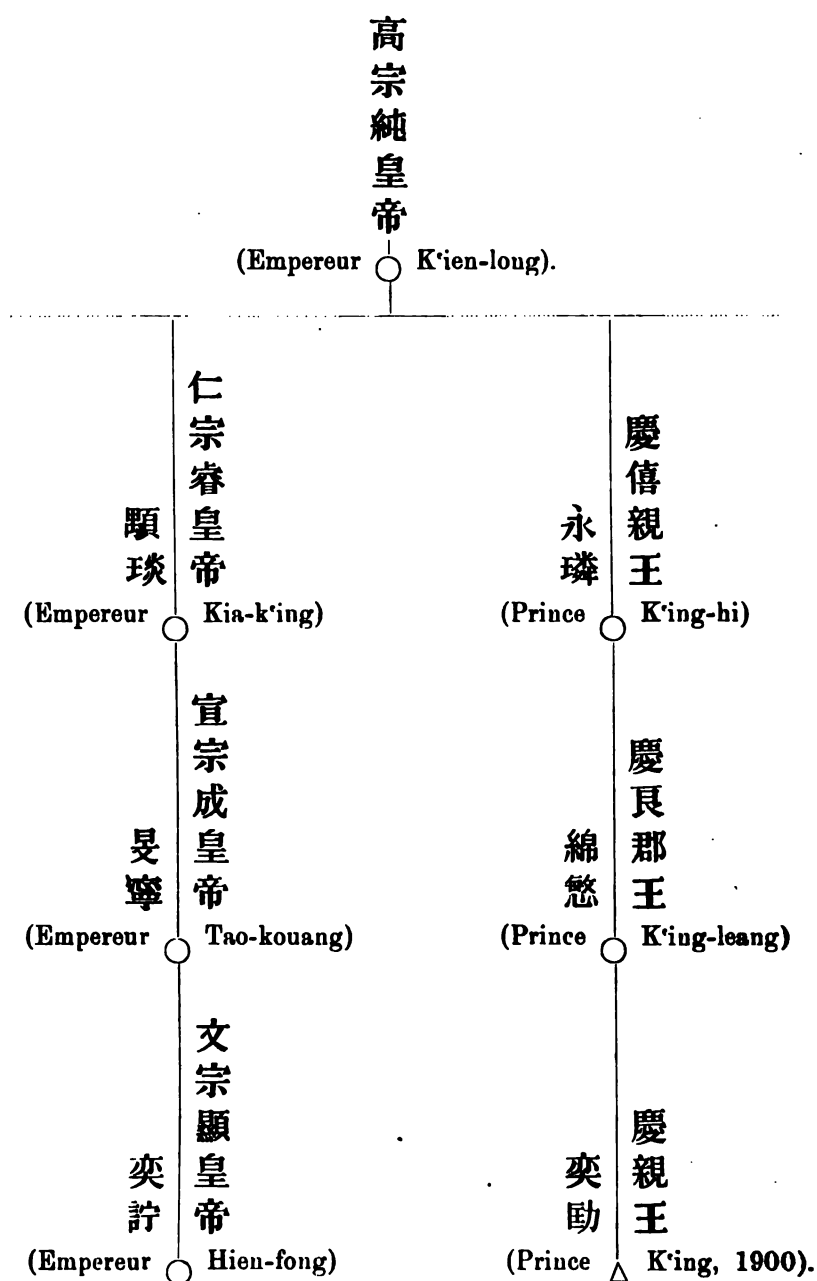 高宗純皇帝
(Empereur K‘ien-long).
仁宗睿皇帝
顒琰
(Empereur Kia-k‘ing)
慶僖親王
永璘
(Prince K‘ing-hi)
宣宗成皇帝
旻寧
(Empereur Tao-kouang)
慶良郡王
綿慜
(Prince K‘ing-leang)
文宗顯皇帝
奕詝
(Empereur Hien-fong)
慶親王
奕劻
(Prince K‘ing, 1900).